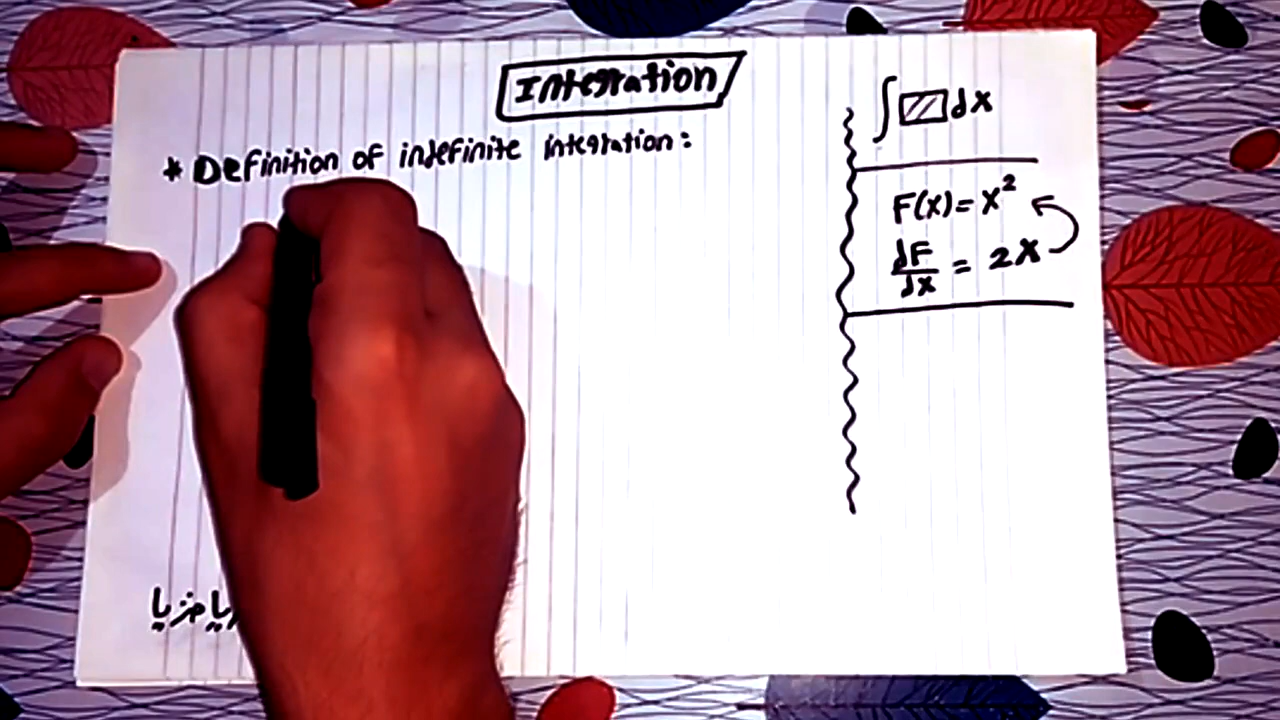 Integration
* Definition of indefinite integration:
∫ dx
F(x) = x²
dF/dx = 2x